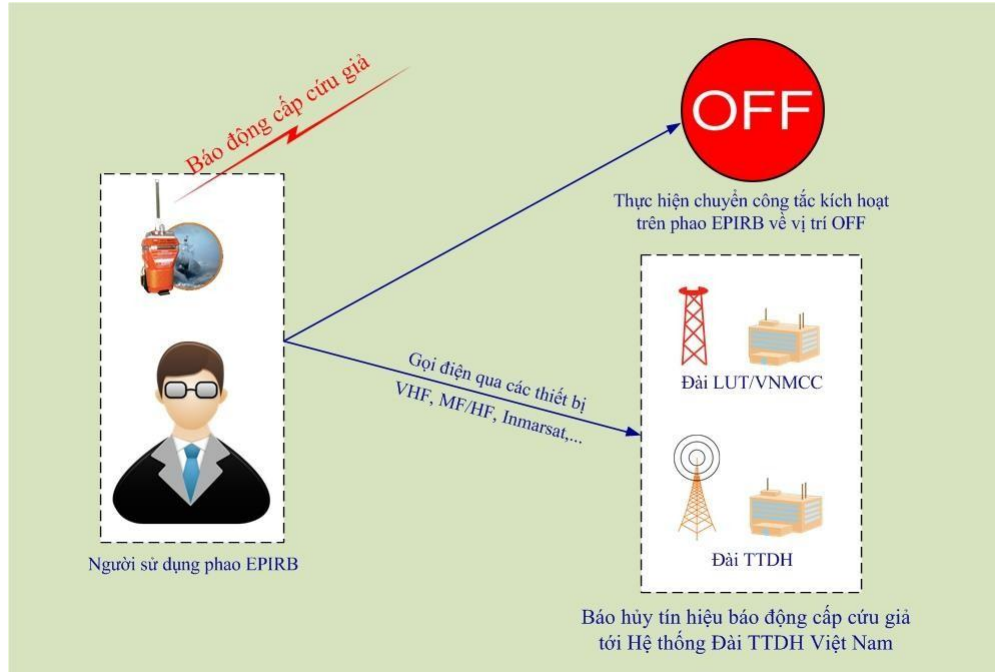 Báo động cấp cứu giả
OFF
Thực hiện chuyển công tắc kích hoạt
trên phao EPIRB về vị trí OFF
Gọi điện qua các thiết bị
VHF, MF/HF, Inmarsat,...
Đài LUT/VNMCC
Đài TTDH
Người sử dụng phao EPIRB
Báo hủy tín hiệu báo động cấp cứu giả
tới Hệ thống Đài TTDH Việt Nam